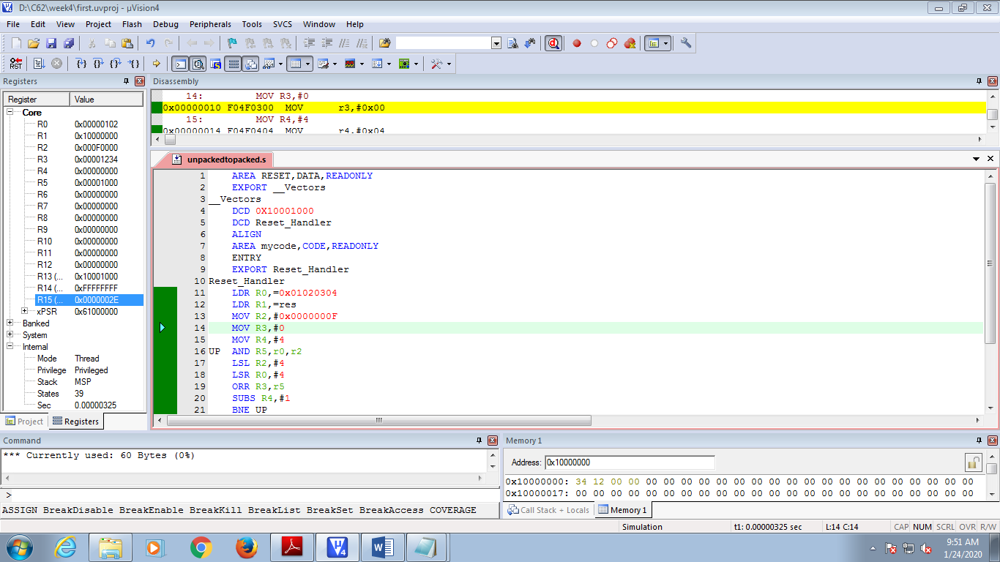 D:\C62\week4\first.uvproj - µVision4
File Edit View Project Flash Debug Peripherals Tools SVCS Window Help
RST
Registers
Register Value
Core
R0 0x00000102
R1 0x10000000
R2 0x000F0000
R3 0x00001234
R4 0x00000000
R5 0x00001000
R6 0x00000000
R7 0x00000000
R8 0x00000000
R9 0x00000000
R10 0x00000000
R11 0x00000000
R12 0x00000000
R13 (... 0x10001000
R14 (... 0xFFFFFFFF
R15 (... 0x0000002E
xPSR 0x61000000
Banked
System
Internal
Mode Thread
Privilege Privileged
Stack MSP
States 39
Sec 0.00000325
Project Registers
Disassembly
14: MOV R3,#0
0x00000010 F04F0300 MOV r3,#0x00
15: MOV R4,#4
0x00000014 F04F0404 MOV r4,#0x04
unpackedtopacked.s
1 AREA RESET,DATA,READONLY
2 EXPORT __Vectors
3 __Vectors
4 DCD 0X10001000
5 DCD Reset_Handler
6 ALIGN
7 AREA mycode,CODE,READONLY
8 ENTRY
9 EXPORT Reset_Handler
10 Reset_Handler
11 LDR R0,=0x01020304
12 LDR R1,=res
13 MOV R2,#0x0000000F
14 MOV R3,#0
15 MOV R4,#4
16 UP AND R5,r0,r2
17 LSL R2,#4
18 LSR R0,#4
19 ORR R3,r5
20 SUBS R4,#1
21 BNE UP
Command
*** Currently used: 60 Bytes (0%)
>
ASSIGN BreakDisable BreakEnable BreakKill BreakList BreakSet BreakAccess COVERAGE
Memory 1
Address: 0x10000000
0x10000000: 34 12 00 00 00 00 00 00 00 00 00 00 00 00 00 00 00 00 00 00 00 00 00
0x10000017: 00 00 00 00 00 00 00 00 00 00 00 00 00 00 00 00 00 00 00 00 00 00 00
Call Stack + Locals Memory 1
Simulation t1: 0.00000325 sec L:14 C:14 CAP NUM SCRL OVR R/W
9:51 AM
1/24/2020